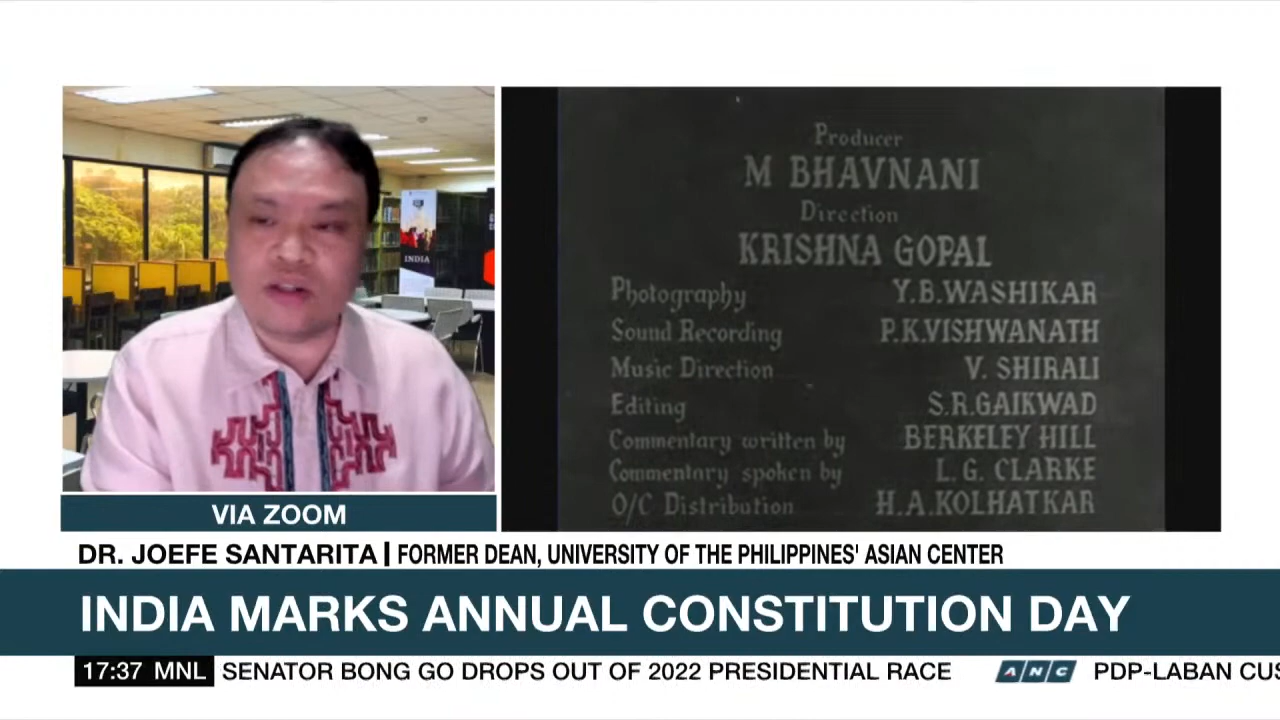 INDIA
Producer
M BHAVNANI
Direction
KRISHNA GOPAL
Photography Y.B.WASHIKAR
Sound Recording P.K.VISHWANATH
Music Direction V. SHIRALI
Editing S.R.GAIKWAD
Commentary written by BERKELEY HILL
Commentary spoken by L. G. CLARKE
O/C Distribution H.A.KOLHATKAR
VIA ZOOM
DR. JOEFE SANTARITA | FORMER DEAN, UNIVERSITY OF THE PHILIPPINES' ASIAN CENTER
INDIA MARKS ANNUAL CONSTITUTION DAY
17:37 MNL SENATOR BONG GO DROPS OUT OF 2022 PRESIDENTIAL RACE ANC PDP-LABAN CUS